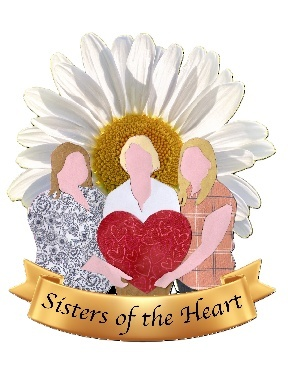 Sisters of the Heart